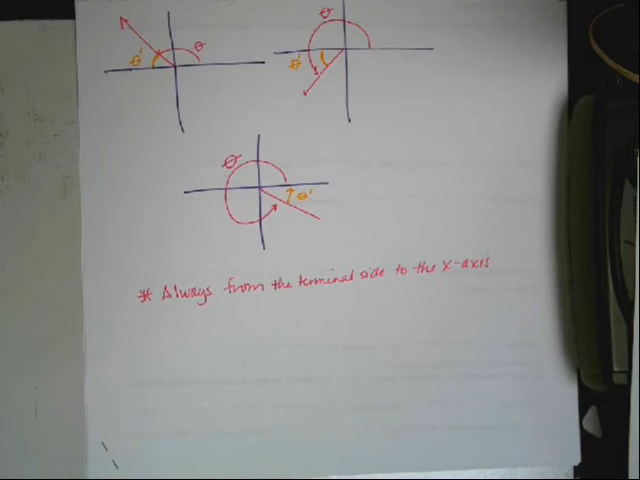 θ
θ'
θ
θ'
θ
θ'
* Always from the terminal side to the x-axis